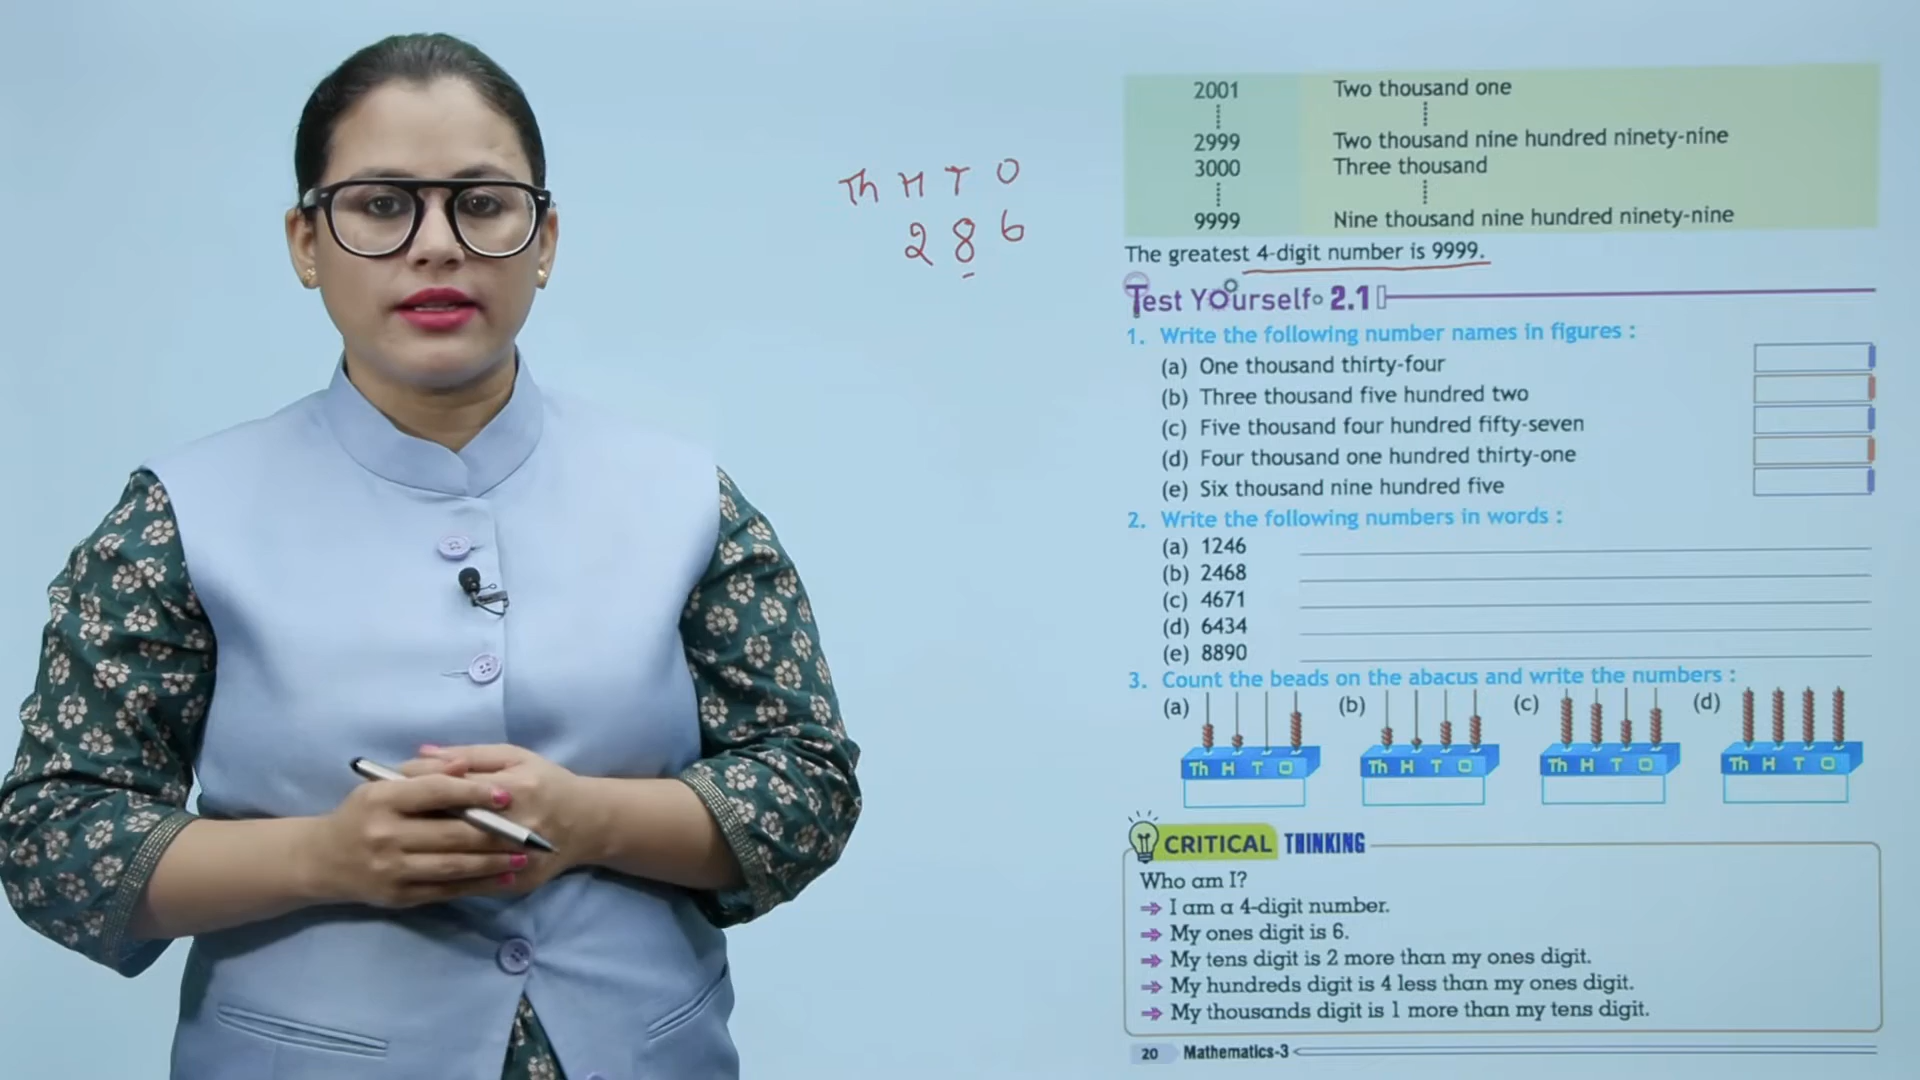 Th H T O
2 8 6
2001 Two thousand one
2999 Two thousand nine hundred ninety-nine
3000 Three thousand
9999 Nine thousand nine hundred ninety-nine
The greatest 4-digit number is 9999.
Test Yourself 2.1
1. Write the following number names in figures :
(a) One thousand thirty-four
(b) Three thousand five hundred two
(c) Five thousand four hundred fifty-seven
(d) Four thousand one hundred thirty-one
(e) Six thousand nine hundred five
2. Write the following numbers in words :
(a) 1246
(b) 2468
(c) 4671
(d) 6434
(e) 8890
3. Count the beads on the abacus and write the numbers :
(a) (b) (c) (d)
Th H T O Th H T O Th H T O Th H T O
CRITICAL THINKING
Who am I?
⇒ I am a 4-digit number.
⇒ My ones digit is 6.
⇒ My tens digit is 2 more than my ones digit.
⇒ My hundreds digit is 4 less than my ones digit.
⇒ My thousands digit is 1 more than my tens digit.
20 Mathematics-3